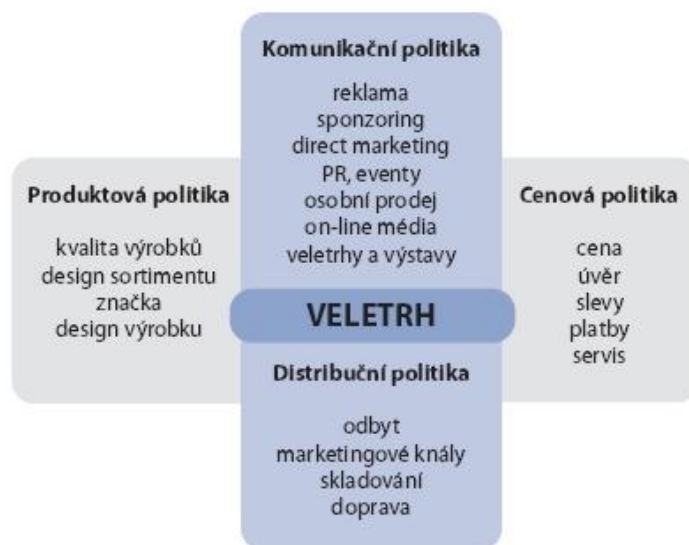 Komunikační politika
reklama
sponzoring
direct marketing
PR, eventy
osobní prodej
on-line média
veletrhy a výstavy
Produktová politika
kvalita výrobků
design sortimentu
značka
design výrobku
Cenová politika
cena
úvěr
slevy
platby
servis
VELETRH
Distribuční politika
odbyt
marketingové knály
skladování
doprava